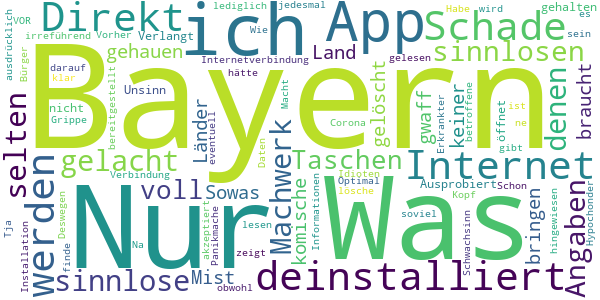 ausdrücklich VOR irreführend Direkt lediglich Wie ich jedesmal App Habe wird gehalten es Schade sein
Vorher Verlangt gehauen Internetverbindung hätte Land gelesen sinnlosen
Bürger darauf klar Bayern
nicht Grippe bereitgestellt Or Unsinn gelöscht gwaff keiner Erkrankter denen betroffene braucht
selten gelacht Länder eventuell Taschen öffnet ist ne gibt
werden voll Machwerk Corona Daten komische Internet
Sowas Idioten Ausprobiert Schon
Nur Was Optimal lösche soviel Kopf bringen Angaben Hypochonder
Tja Verbindung Deswegen akzeptiert Macht lesen Informationen Schwachsinn hingewiesen
Installation sinnlose finde Na Mist Panikmache zeigt obwohl deinstalliert